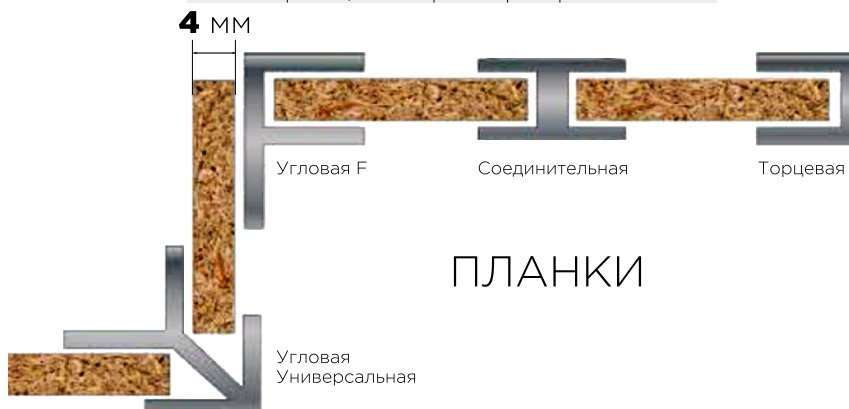 4 мм
Угловая F
Соединительная
Торцевая
ПЛАНКИ
Угловая
Универсальная